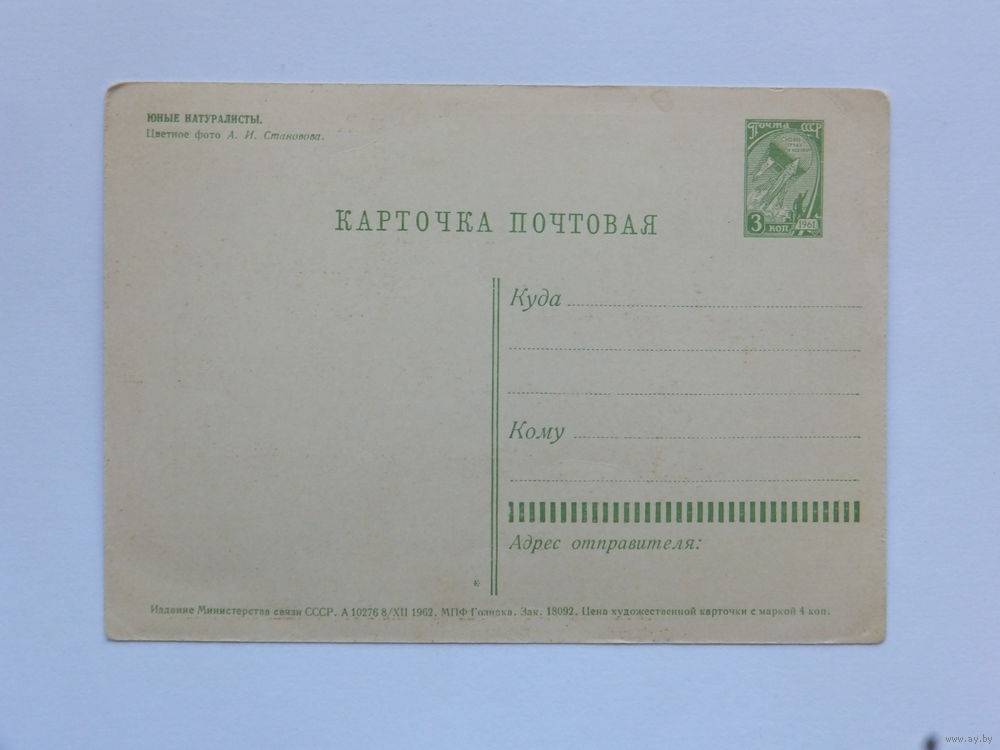 ЮНЫЕ НАТУРАЛИСТЫ.
Цветное фото А. И. Становова.
Почта СССР
3 коп 1961
КАРТОЧКА ПОЧТОВАЯ
Куда
Кому
Адрес отправителя:
Издание Министерства связи СССР. А 10276 8/XII 1962. МПФ Гознака. Зак. 18092. Цена художественной карточки с маркой 4 коп.
www.ay.by